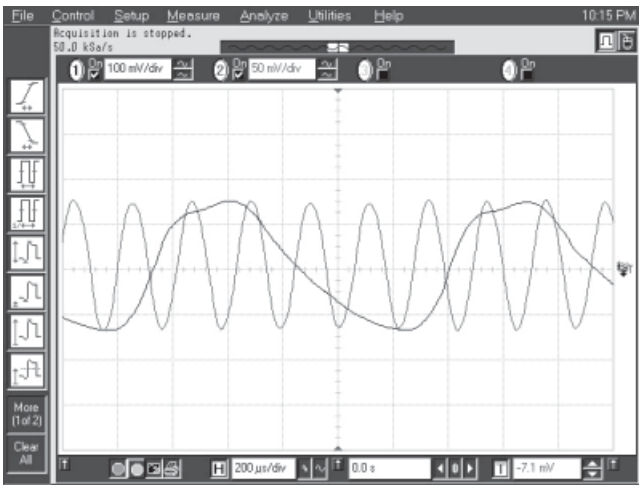 File Control Setup Measure Analyze Utilities Help 10:15 PM
Acquisition is stopped.
50.0 kSa/s
1 On 100 mV/div 2 On 50 mV/div 3 On 4 On
More
(1 of 2)
Clear
All
H 200 µs/div 0.0 s 0 T -7.1 mV